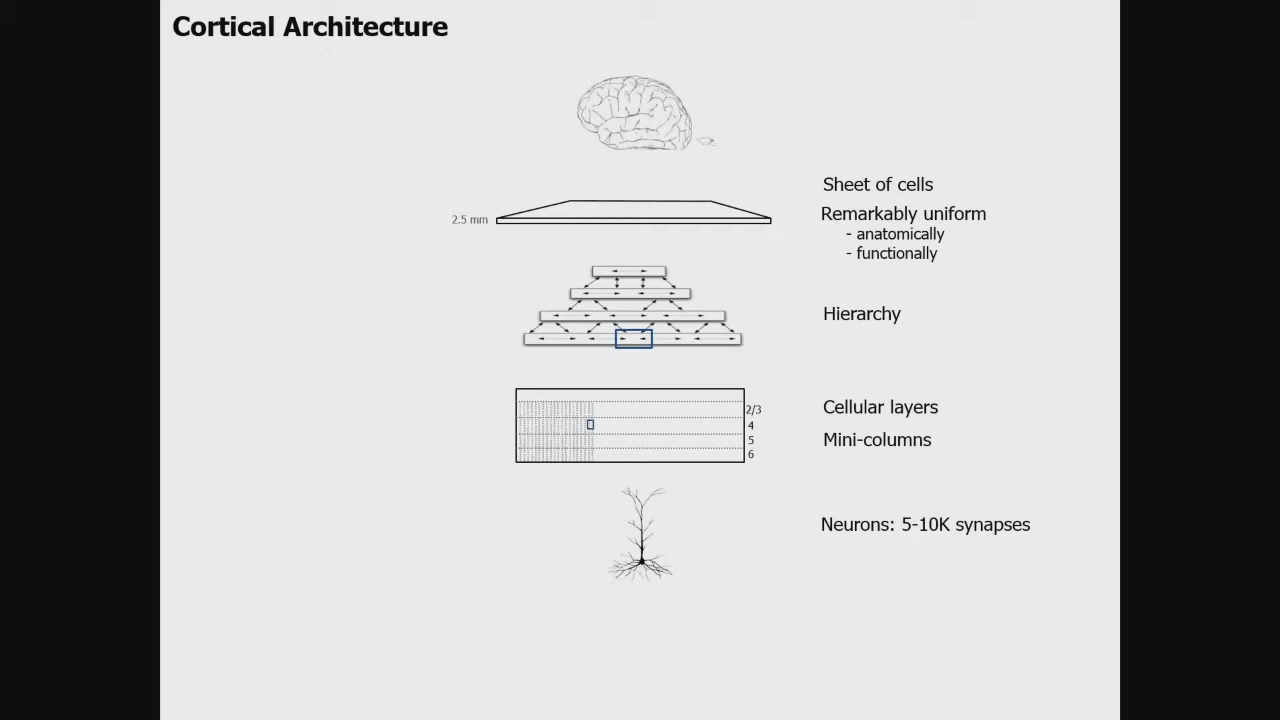 Cortical Architecture
Sheet of cells
2.5 mm
Remarkably uniform
- anatomically
- functionally
Hierarchy
2/3
4
5
6
Cellular layers
Mini-columns
Neurons: 5-10K synapses